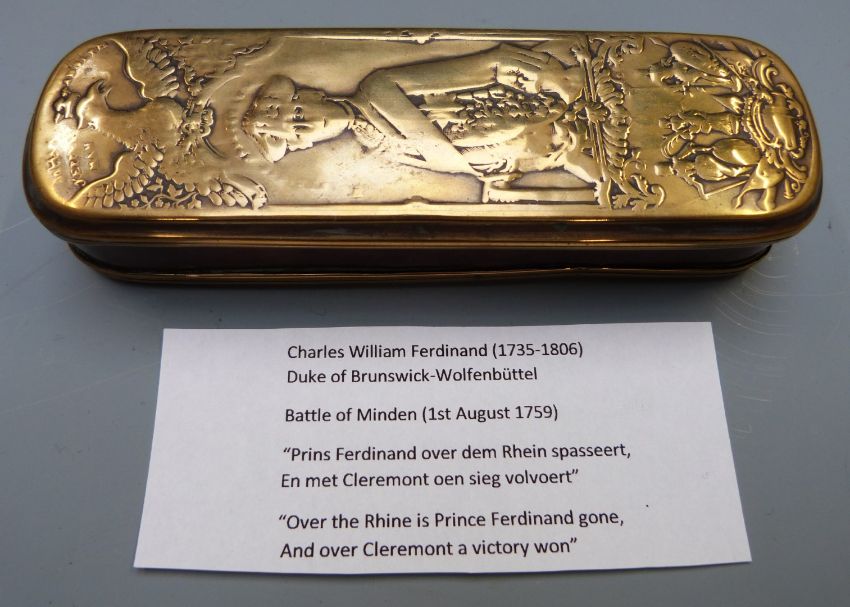 Charles William Ferdinand (1735-1806)
Duke of Brunswick-Wolfenbüttel
Battle of Minden (1st August 1759)
“Prins Ferdinand over dem Rhein spasseert,
En met Cleremont oen sieg volvoert”
“Over the Rhine is Prince Ferdinand gone,
And over Cleremont a victory won”